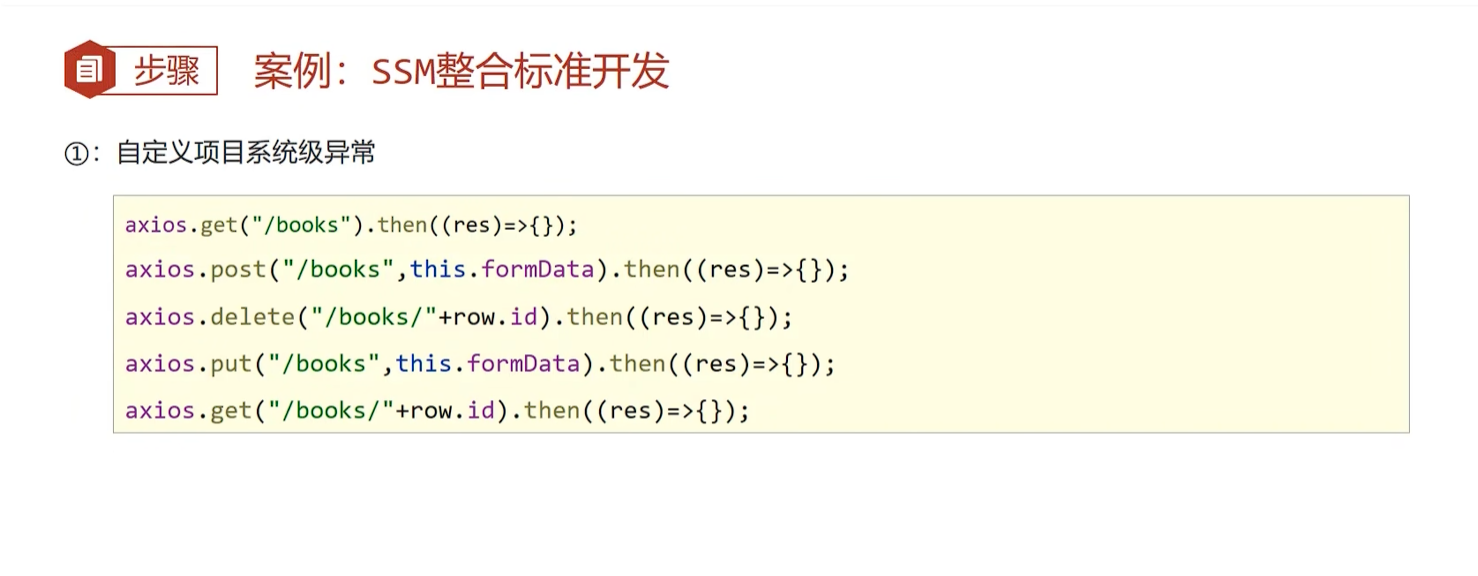 步骤 案例：SSM整合标准开发
①：自定义项目系统级异常
axios.get("/books").then((res)=>{});
axios.post("/books",this.formData).then((res)=>{});
axios.delete("/books/"+row.id).then((res)=>{});
axios.put("/books",this.formData).then((res)=>{});
axios.get("/books/"+row.id).then((res)=>{});